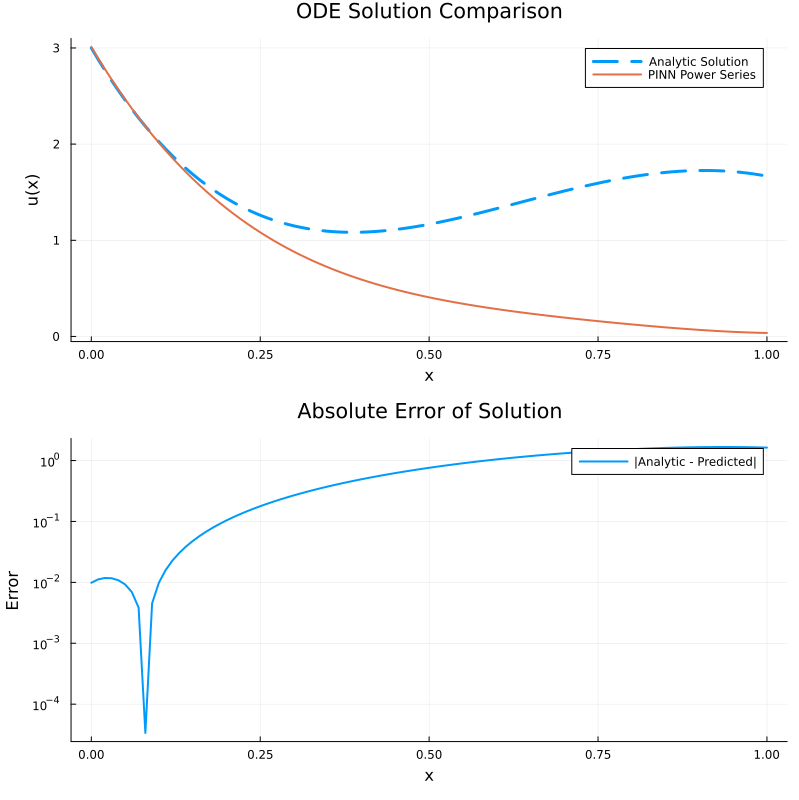 ODE Solution Comparison
3
2
1
0
u(x)
Analytic Solution
PINN Power Series
0.00 0.25 0.50 0.75 1.00
x
Absolute Error of Solution
10⁰
10⁻¹
10⁻²
10⁻³
10⁻⁴
Error
|Analytic - Predicted|
0.00 0.25 0.50 0.75 1.00
x